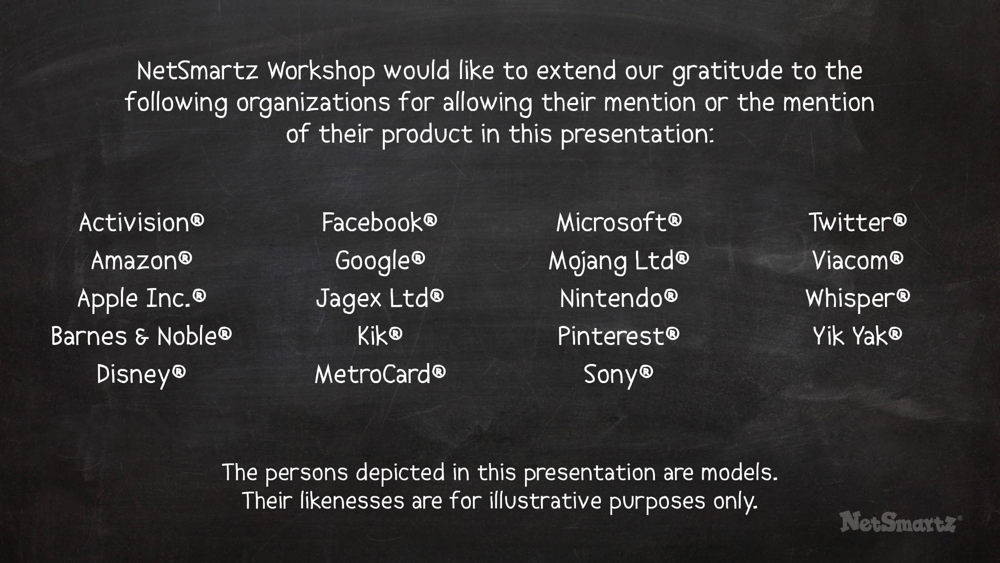 NetSmartz Workshop would like to extend our gratitude to the
following organizations for allowing their mention or the mention
of their product in this presentation:
Activision®
Amazon®
Apple Inc.®
Barnes & Noble®
Disney®
Facebook®
Google®
Jagex Ltd®
Kik®
MetroCard®
Microsoft®
Mojang Ltd®
Nintendo®
Pinterest®
Sony®
Twitter®
Viacom®
Whisper®
Yik Yak®
The persons depicted in this presentation are models.
Their likenesses are for illustrative purposes only.
NetSmartz®